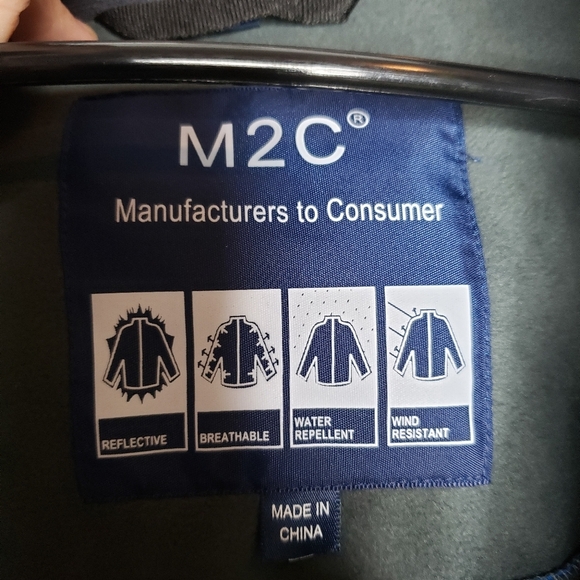 M2C®
Manufacturers to Consumer
REFLECTIVE
BREATHABLE
WATER
REPELLENT
WIND
RESISTANT
MADE IN
CHINA